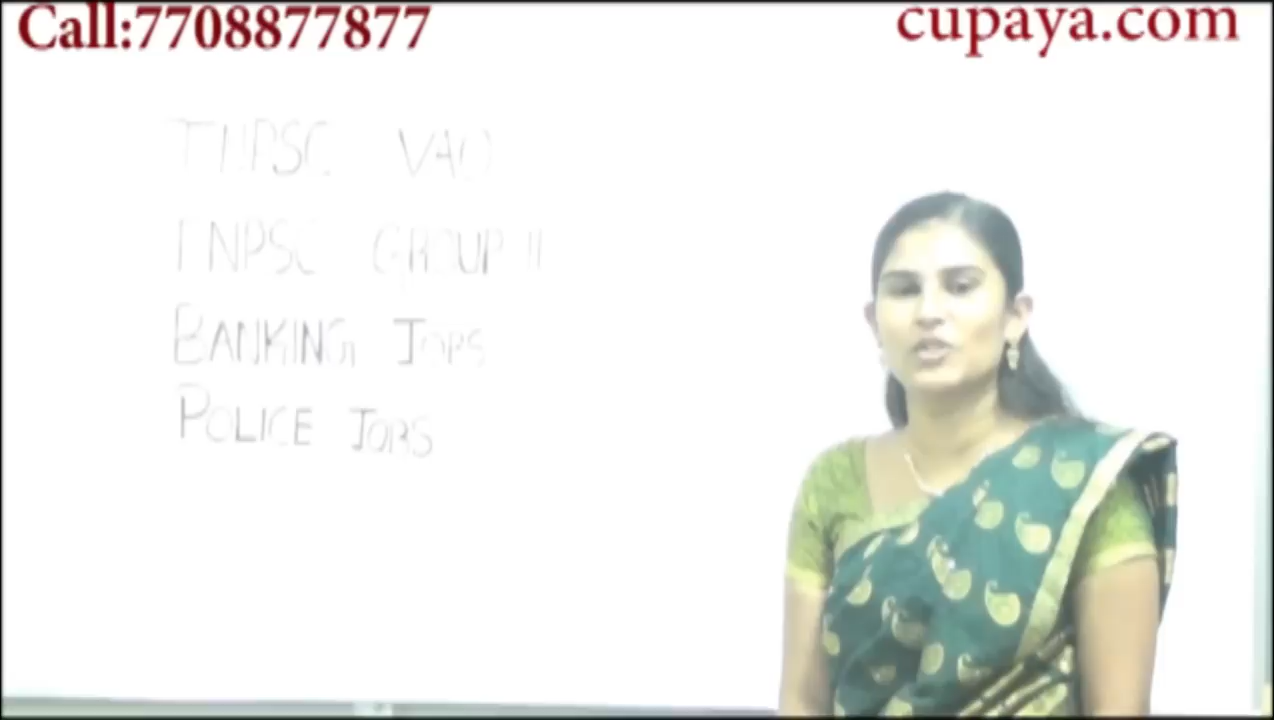 Call:7708877877
cupaya.com
TNPSC VAO
TNPSC GROUP II
BANKING JOBS
POLICE JOBS